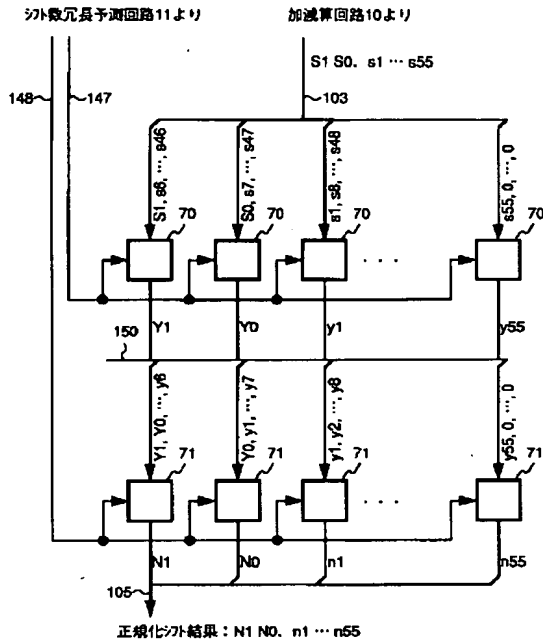 シフト数冗長予測回路11より
加減算回路10より
S1 S0. s1 … s55
148
147
103
S1, s6, …, s46
S0, s7, …, s47
s1, s8, …, s48
s55, 0, …, 0
70
70
70
70
. . .
Y1
Y0
y1
y55
150
Y1, Y0, …, y6
Y0, y1, …, y7
y1, y2, …, y8
y55, 0, …, 0
71
71
71
71
. . .
N1
N0
n1
n55
105
正規化シフト結果：N1 N0. n1 … n55